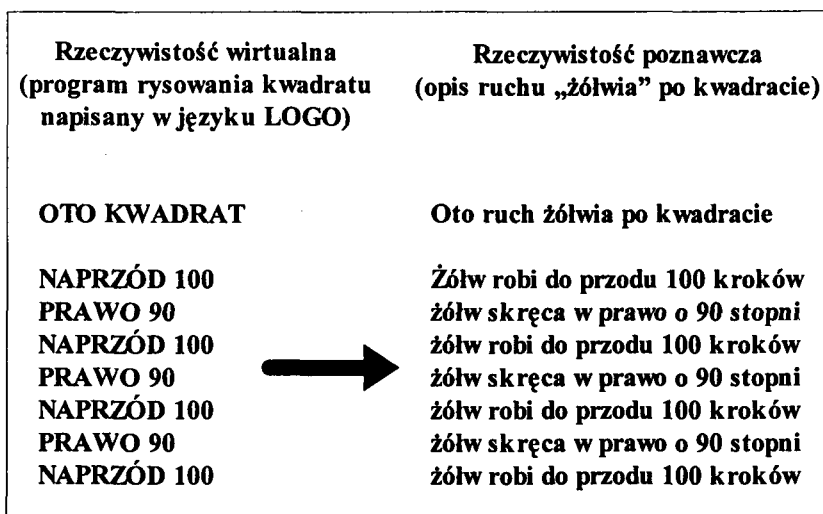 Rzeczywistość wirtualna
(program rysowania kwadratu
napisany w języku LOGO)
Rzeczywistość poznawcza
(opis ruchu „żółwia” po kwadracie)
OTO KWADRAT
Oto ruch żółwia po kwadracie
NAPRZÓD 100
Żółw robi do przodu 100 kroków
PRAWO 90
żółw skręca w prawo o 90 stopni
NAPRZÓD 100
żółw robi do przodu 100 kroków
PRAWO 90
żółw skręca w prawo o 90 stopni
NAPRZÓD 100
żółw robi do przodu 100 kroków
PRAWO 90
żółw skręca w prawo o 90 stopni
NAPRZÓD 100
żółw robi do przodu 100 kroków